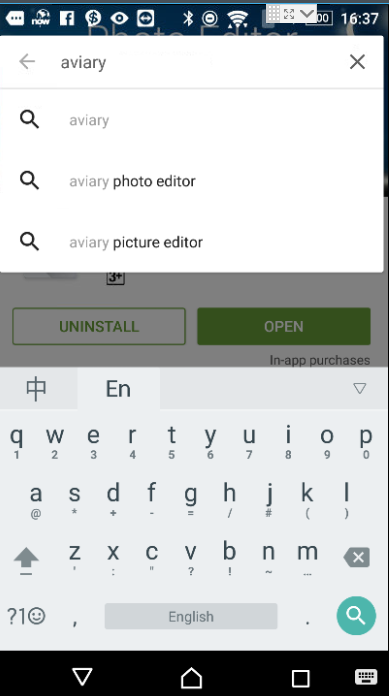 now
00 16:37
Photo Editor
aviary
aviary
aviary photo editor
aviary picture editor
3+
UNINSTALL OPEN
In-app purchases
中 En
q w e r t y u i o p
1 2 3 4 5 6 7 8 9 0
a s d f g h j k l
@ * + - = / # ( )
z x c v b n m
' : " ? ! ~ ...
?1 , English .